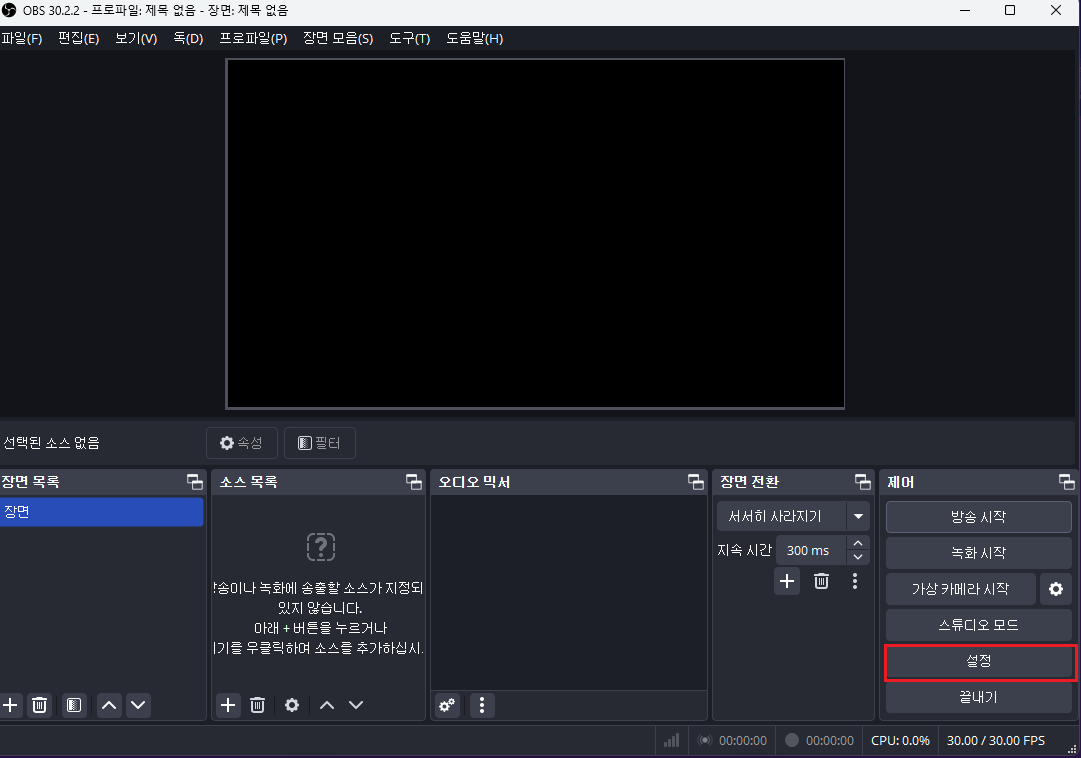 OBS 30.2.2 - 프로파일: 제목 없음 - 장면: 제목 없음
파일(F) 편집(E) 보기(V) 독(D) 프로파일(P) 장면 모음(S) 도구(T) 도움말(H)
선택된 소스 없음
속성
필터
장면 목록
장면
소스 목록
송이나 녹화에 송출할 소스가 지정되
있지 않습니다.
아래 + 버튼을 누르거나
기를 우클릭하여 소스를 추가하십시.
오디오 믹서
장면 전환
서서히 사라지기
지속 시간 300 ms
제어
방송 시작
녹화 시작
가상 카메라 시작
스튜디오 모드
설정
끝내기
00:00:00
00:00:00
CPU: 0.0%
30.00 / 30.00 FPS